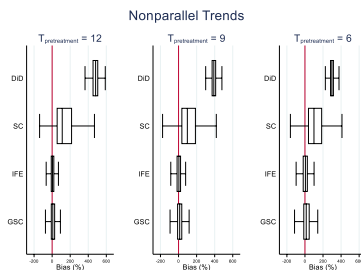 Nonparallel Trends
Tpretreatment = 12
Tpretreatment = 9
Tpretreatment = 6
DiD
SC
IFE
GSC
-200 0 200 400 600
Bias (%)
DiD
SC
IFE
GSC
-200 0 200 400 600
Bias (%)
DiD
SC
IFE
GSC
-200 0 200 400 600
Bias (%)